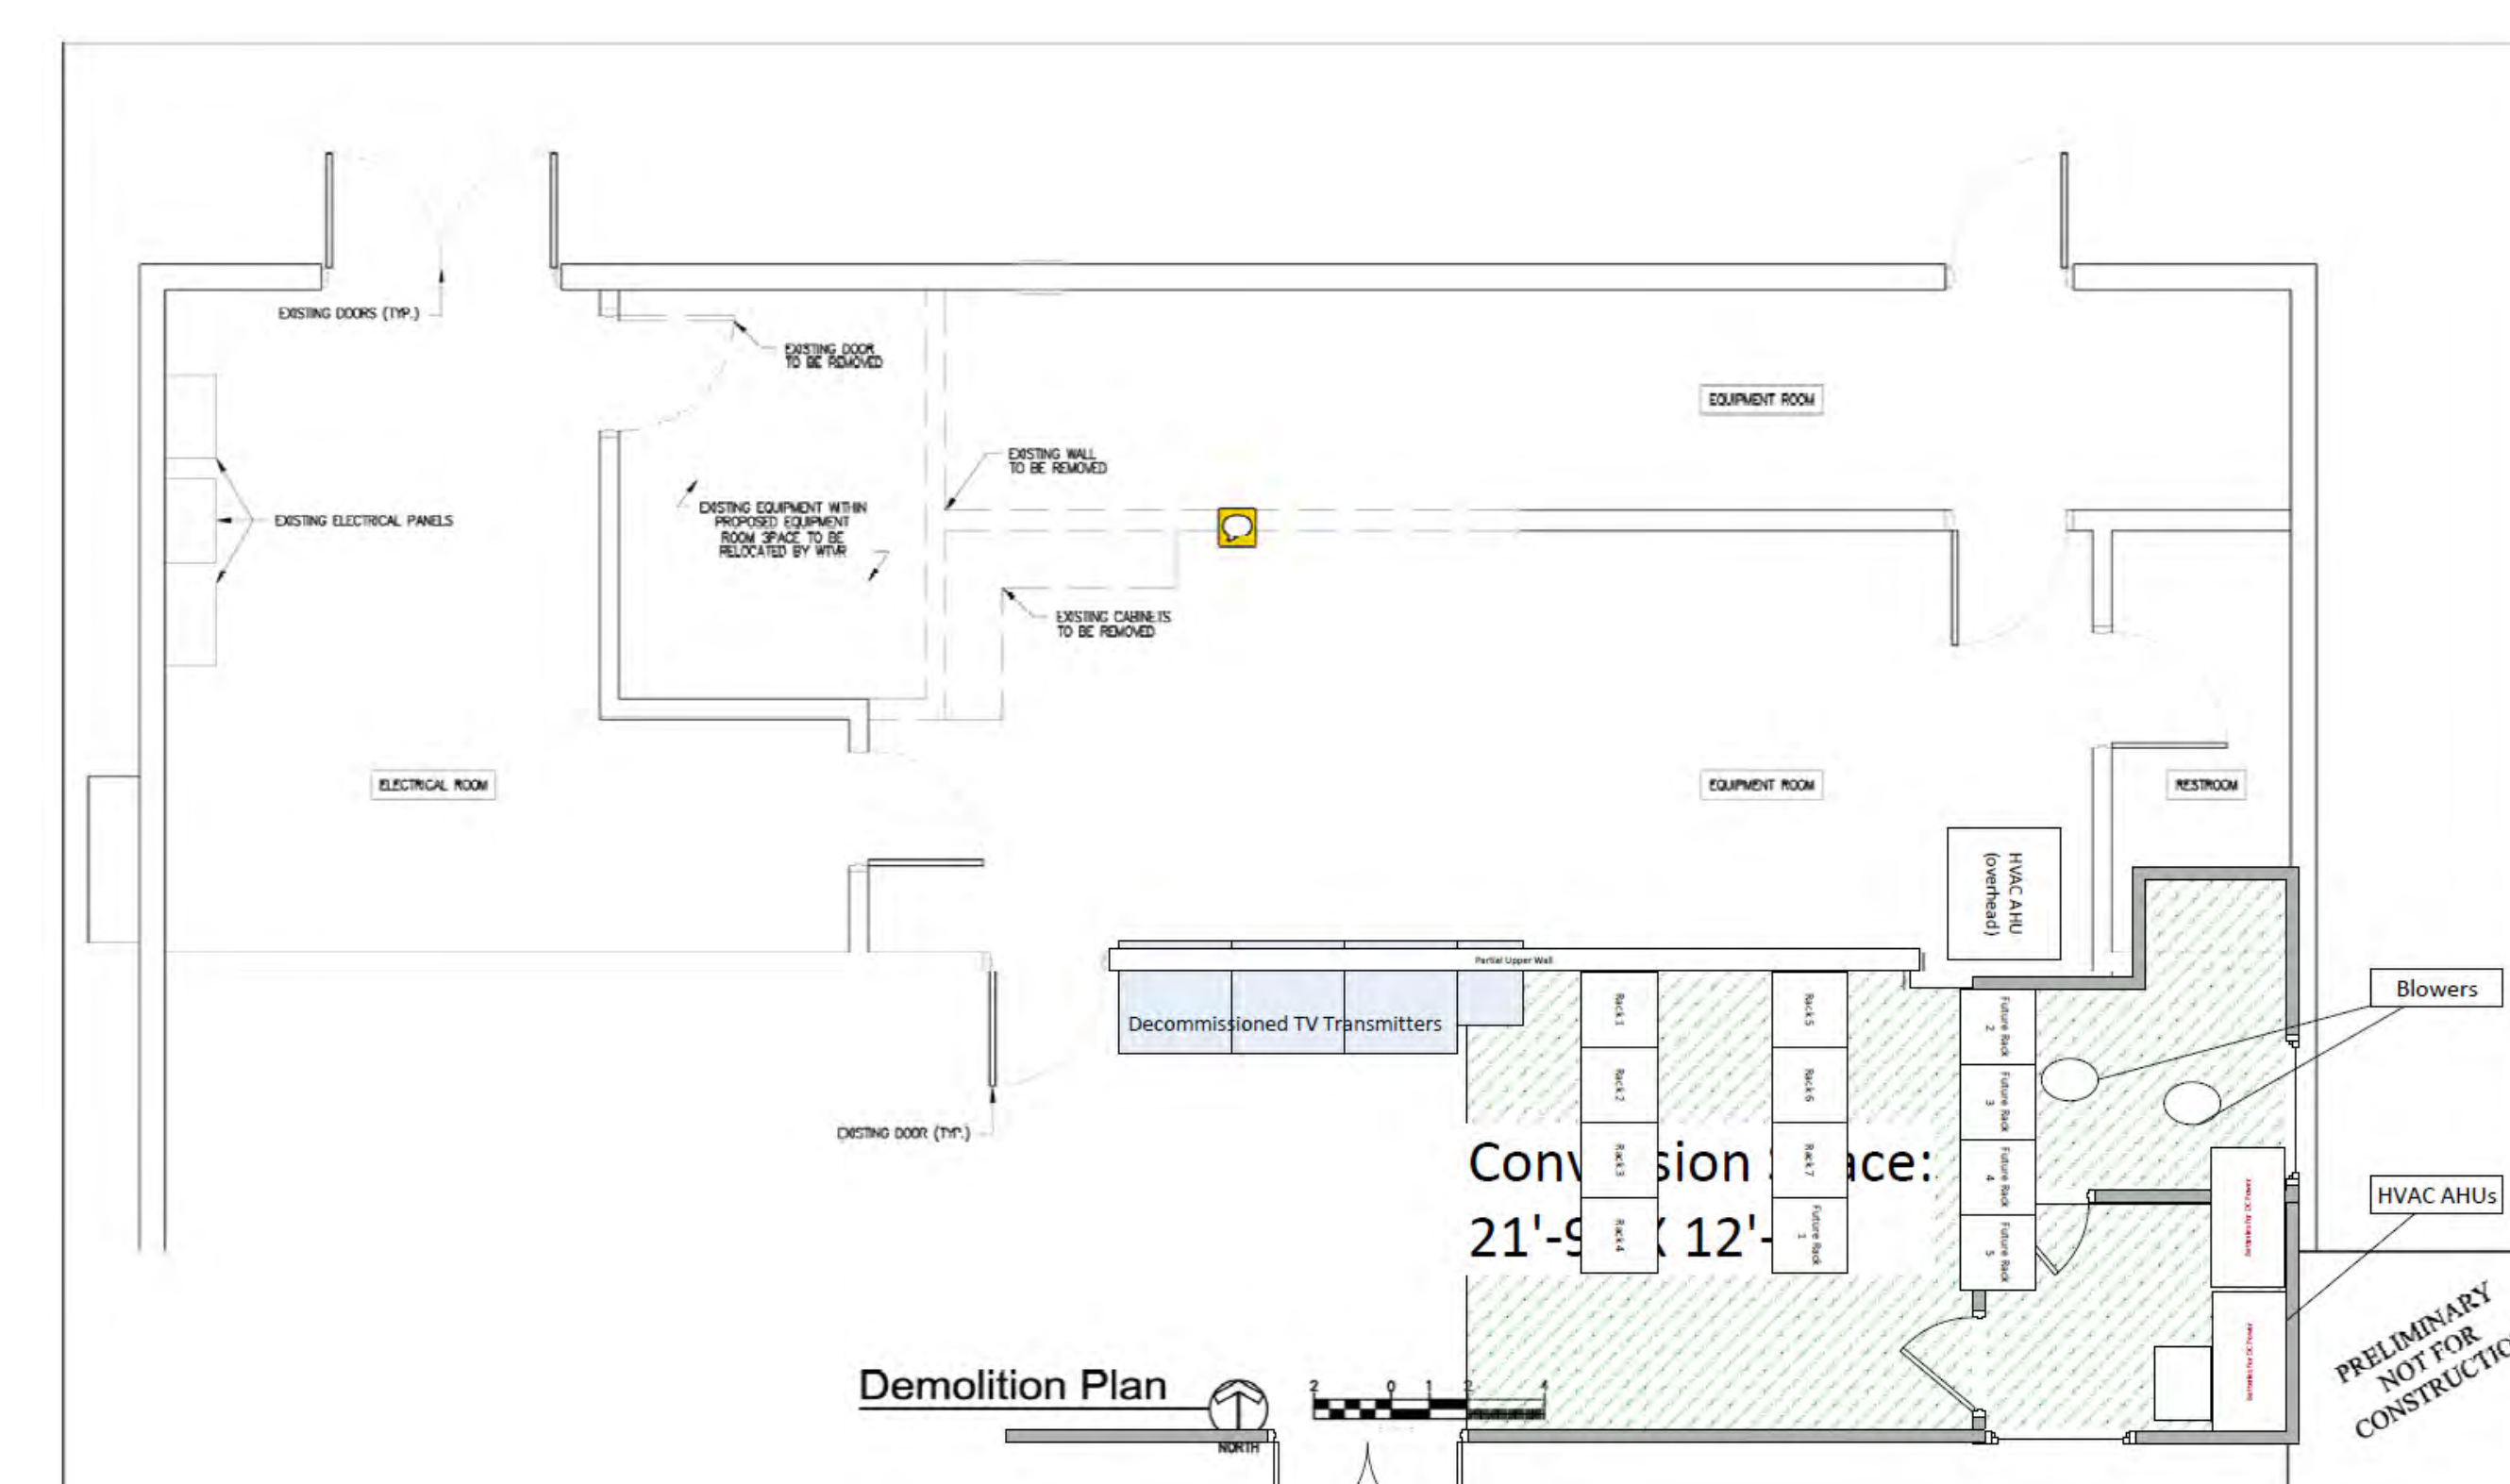 EXISTING DOORS (TYP.)
EXISTING DOOR
TO BE REMOVED
EQUIPMENT ROOM
EXISTING WALL
TO BE REMOVED
EXISTING EQUIPMENT WITHIN
PROPOSED EQUIPMENT
ROOM SPACE TO BE
RELOCATED BY WTVR
EXISTING ELECTRICAL PANELS
EXISTING CABINETS
TO BE REMOVED
ELECTRICAL ROOM
EQUIPMENT ROOM
RESTROOM
HVAC AHU
(overhead)
Partial Upper Wall
Blowers
Decommissioned TV Transmitters
Rack 1
Rack 5
Future Rack
2
Rack 2
Rack 6
Future Rack
3
EXISTING DOOR (TYP.)
Rack 3
Rack 7
Future Rack
4
HVAC AHUs
Rack 4
Future Rack
1
Future Rack
5
Space:
21'-9 X 12'-
PRELIMINARY
NOT FOR
Demolition Plan
2 0 1 2 4
NORTH